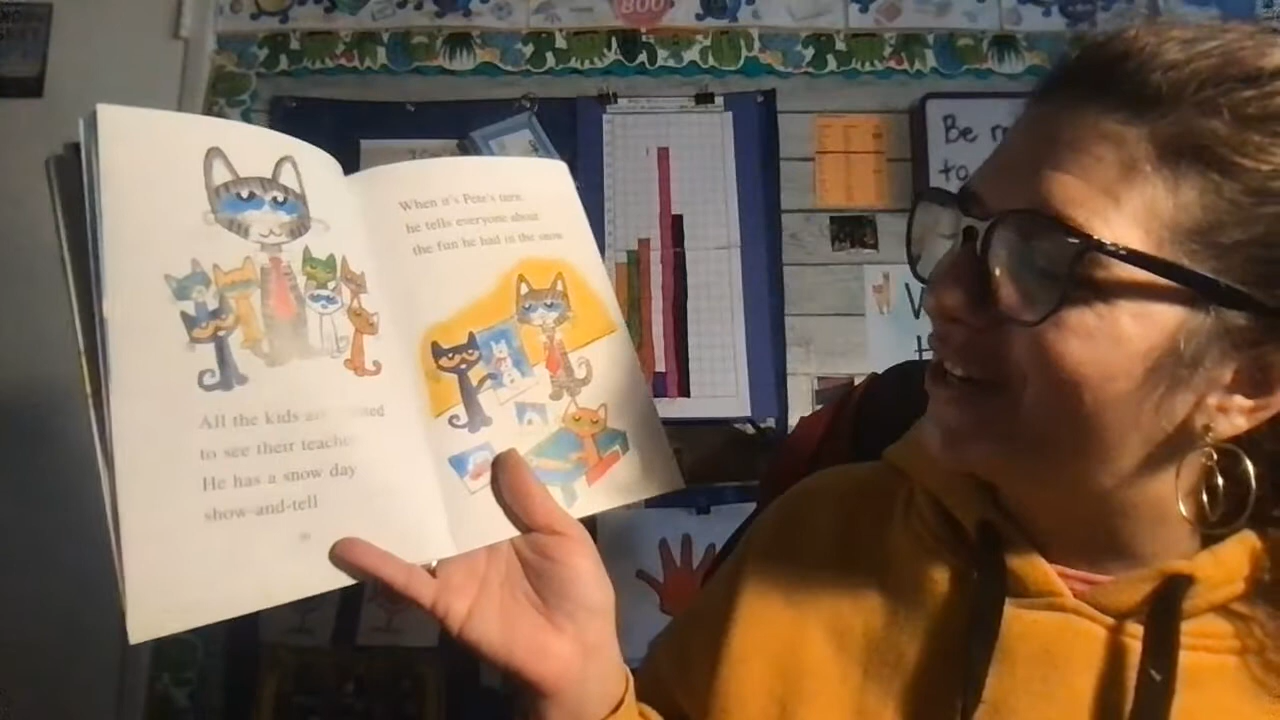 BOO
All the kids
to see their
He has a snow day
show-and-tell
When it's Pete's turn,
he tells everyone about
the fun he had in the snow.
Be
to